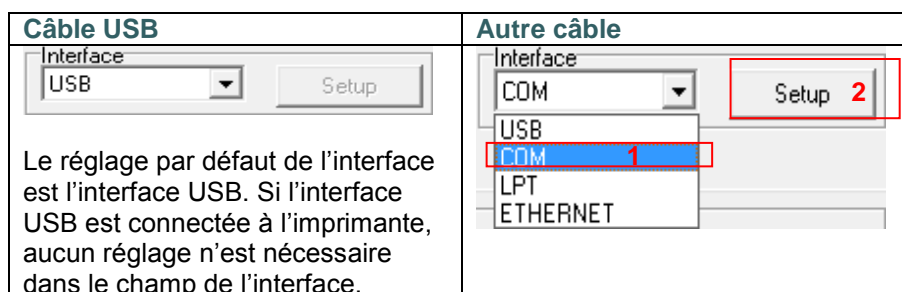 Câble USB
Interface
USB
Setup
Le réglage par défaut de l’interface
est l’interface USB. Si l’interface
USB est connectée à l’imprimante,
aucun réglage n’est nécessaire
dans le champ de l’interface.
Autre câble
Interface
COM
Setup 2
USB
COM 1
LPT
ETHERNET